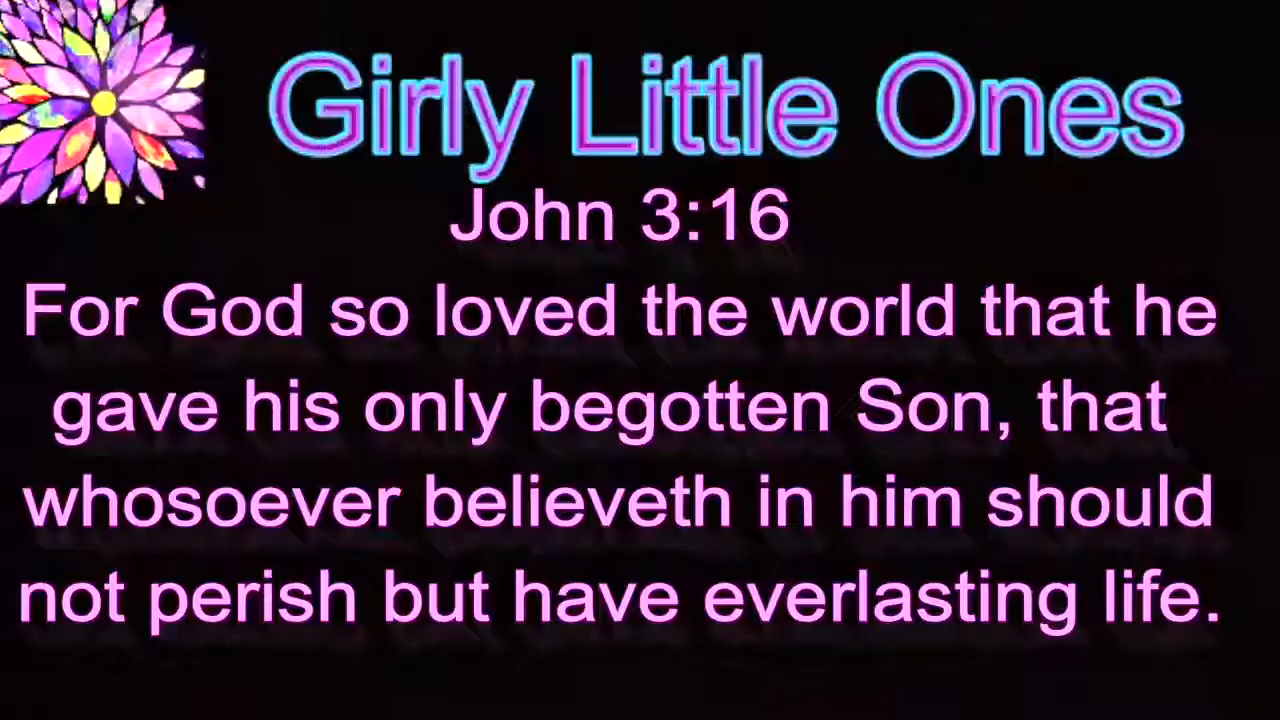 Girly Little Ones
John 3:16
For God so loved the world that he
gave his only begotten Son, that
whosoever believeth in him should
not perish but have everlasting life.